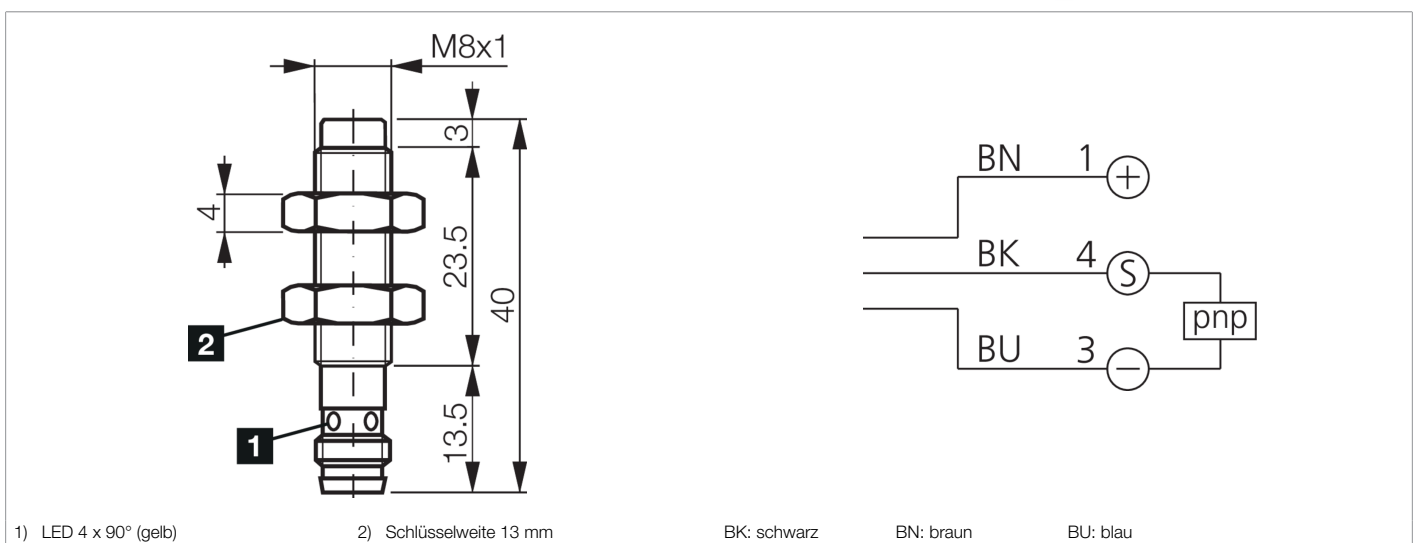 M8x1
3
4
23.5
40
2
13.5
1
BN 1 +
BK 4 S
pnp
BU 3 −
1) LED 4 x 90° (gelb)
2) Schlüsselweite 13 mm
BK: schwarz
BN: braun
BU: blau